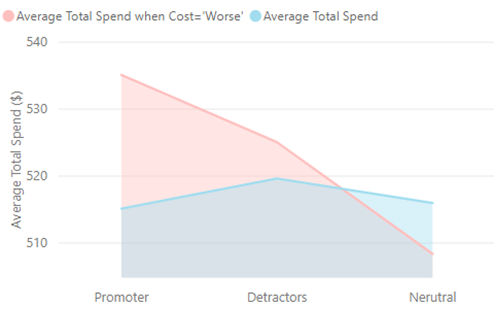 Average Total Spend when Cost='Worse' Average Total Spend
540
530
520
510
Average Total Spend ($)
Promoter Detractors Nerutral